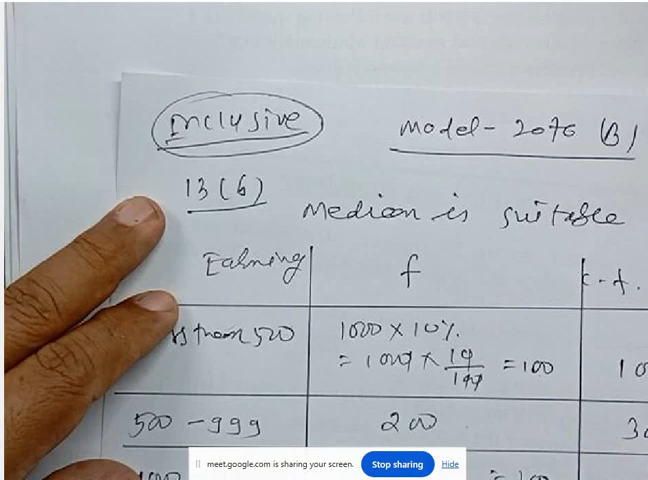 Inclusive
Model - 2076 (B)
13 (b)
Median is suitable
Earning f c-f.
s than 500 1000 × 10%.
= 1000 × 10/100 = 100 10
500 - 999 200 30
meet.google.com is sharing your screen. Stop sharing Hide